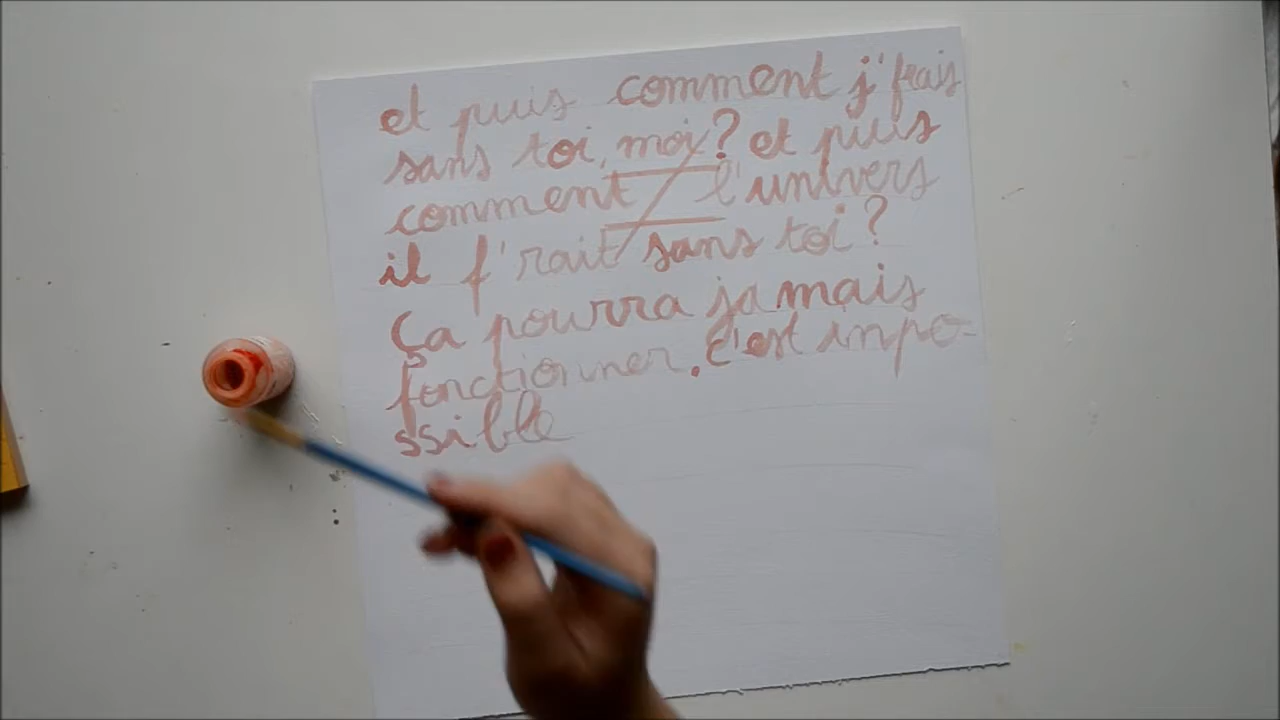 et puis comment j'frais
sans toi, moi? et puis
comment l'univers
il f'rait sans toi?
Ça pourra jamais
fonctionner. c'est impo-
ssible